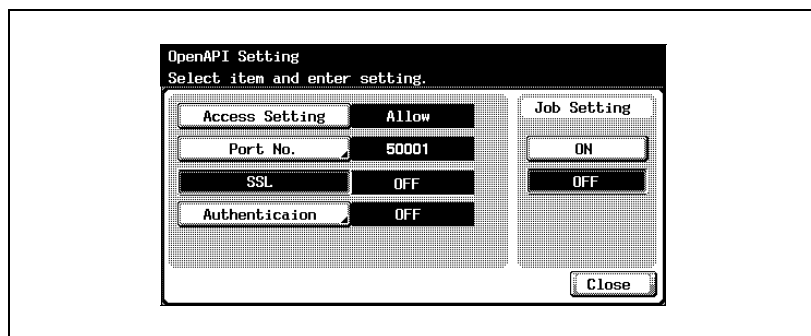 OpenAPI Setting
Select item and enter setting.
Access Setting Allow
Port No. 50001
SSL OFF
Authenticaion OFF
Job Setting
ON
OFF
Close